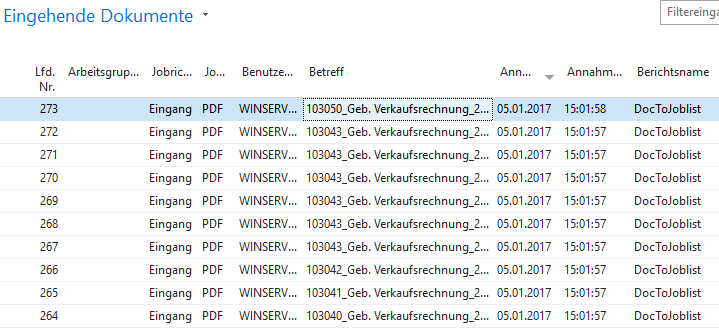 Eingehende Dokumente
Filtereinga
Lfd. Nr. Arbeitsgrup... Jobric... Jo... Benutze... Betreff Ann... Annahm... Berichtsname
273 Eingang PDF WINSERV... 103050_Geb. Verkaufsrechnung_2... 05.01.2017 15:01:58 DocToJoblist
272 Eingang PDF WINSERV... 103043_Geb. Verkaufsrechnung_2... 05.01.2017 15:01:57 DocToJoblist
271 Eingang PDF WINSERV... 103043_Geb. Verkaufsrechnung_2... 05.01.2017 15:01:57 DocToJoblist
270 Eingang PDF WINSERV... 103043_Geb. Verkaufsrechnung_2... 05.01.2017 15:01:57 DocToJoblist
269 Eingang PDF WINSERV... 103043_Geb. Verkaufsrechnung_2... 05.01.2017 15:01:57 DocToJoblist
268 Eingang PDF WINSERV... 103043_Geb. Verkaufsrechnung_2... 05.01.2017 15:01:57 DocToJoblist
267 Eingang PDF WINSERV... 103043_Geb. Verkaufsrechnung_2... 05.01.2017 15:01:57 DocToJoblist
266 Eingang PDF WINSERV... 103042_Geb. Verkaufsrechnung_2... 05.01.2017 15:01:57 DocToJoblist
265 Eingang PDF WINSERV... 103041_Geb. Verkaufsrechnung_2... 05.01.2017 15:01:57 DocToJoblist
264 Eingang PDF WINSERV... 103040_Geb. Verkaufsrechnung_2... 05.01.2017 15:01:57 DocToJoblist